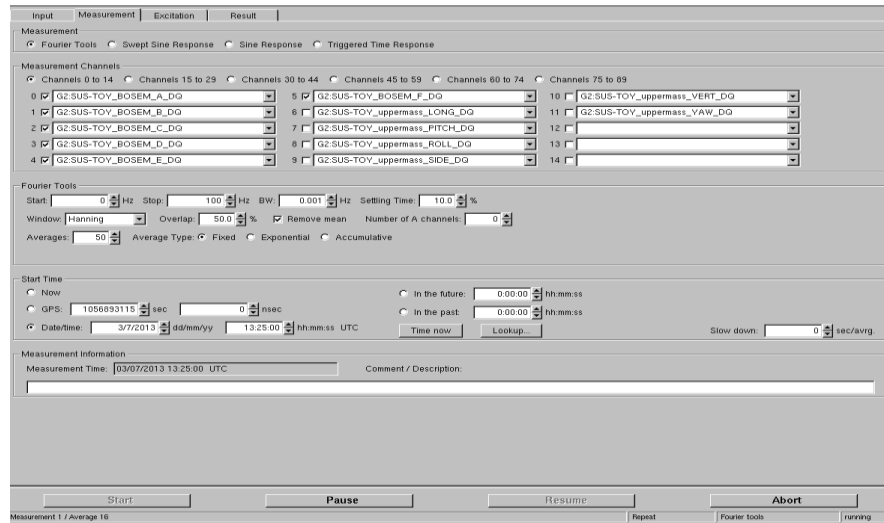 Input Measurement Excitation Result
Measurement
Fourier Tools Swept Sine Response Sine Response Triggered Time Response
Measurement Channels
Channels 0 to 14 Channels 15 to 29 Channels 30 to 44 Channels 45 to 59 Channels 60 to 74 Channels 75 to 89
0 G2:SUS-TOY_BOSEM_A_DQ 5 G2:SUS-TOY_BOSEM_F_DQ 10 G2:SUS-TOY_uppermass_VERT_DQ
1 G2:SUS-TOY_BOSEM_B_DQ 6 G2:SUS-TOY_uppermass_LONG_DQ 11 G2:SUS-TOY_uppermass_YAW_DQ
2 G2:SUS-TOY_BOSEM_C_DQ 7 G2:SUS-TOY_uppermass_PITCH_DQ 12
3 G2:SUS-TOY_BOSEM_D_DQ 8 G2:SUS-TOY_uppermass_ROLL_DQ 13
4 G2:SUS-TOY_BOSEM_E_DQ 9 G2:SUS-TOY_uppermass_SIDE_DQ 14
Fourier Tools
Start: 0 Hz Stop: 100 Hz BW: 0.001 Hz Settling Time: 10.0 %
Window: Hanning Overlap: 50.0 % Remove mean Number of A channels: 0
Averages: 50 Average Type: Fixed Exponential Accumulative
Start Time
Now In the future: 0:00:00 hh:mm:ss
GPS: 1056893115 sec 0 nsec In the past: 0:00:00 hh:mm:ss
Date/time: 3/7/2013 dd/mm/yy 13:25:00 hh:mm:ss UTC Time now Lookup... Slow down: 0 sec/avrg.
Measurement Information
Measurement Time: 03/07/2013 13:25:00 UTC Comment / Description:
Start Pause Resume Abort
Measurement 1 / Average 16 Repeat Fourier tools running